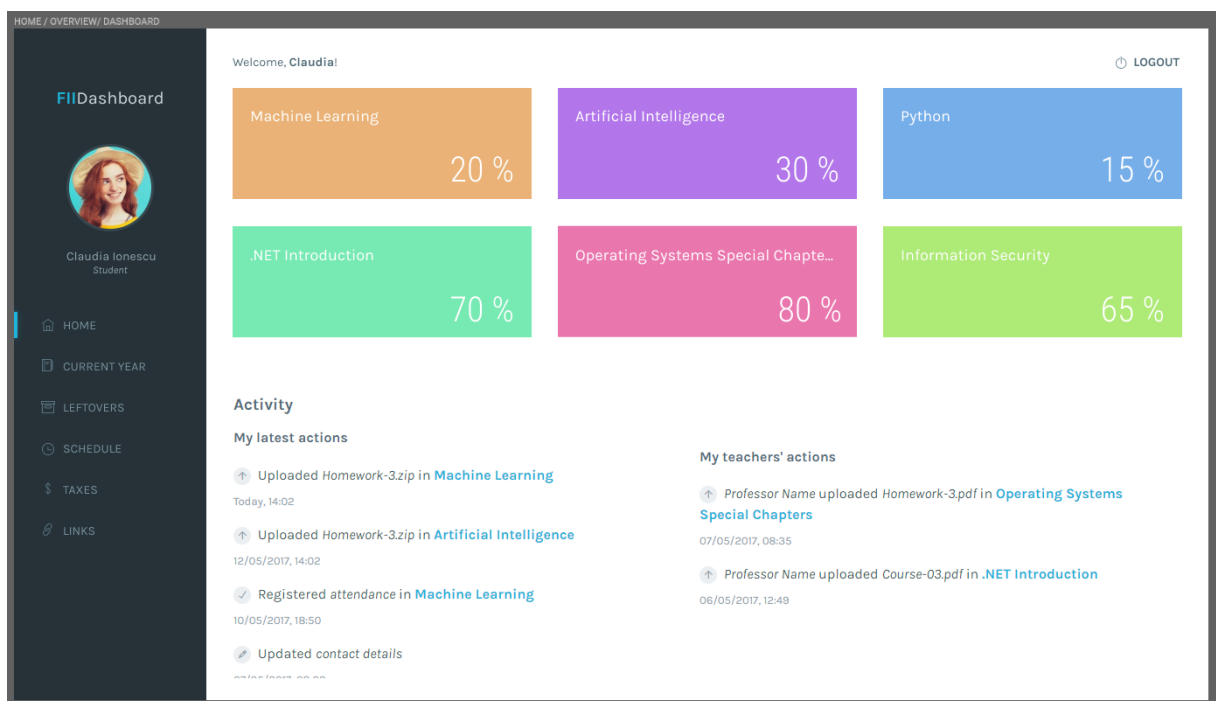 HOME / OVERVIEW/ DASHBOARD
FIIDashboard
Claudia Ionescu
Student
HOME
CURRENT YEAR
LEFTOVERS
SCHEDULE
TAXES
LINKS
Welcome, Claudia!
LOGOUT
Machine Learning
20 %
Artificial Intelligence
30 %
Python
15 %
.NET Introduction
70 %
Operating Systems Special Chapte...
80 %
Information Security
65 %
Activity
My latest actions
Uploaded Homework-3.zip in Machine Learning
Today, 14:02
Uploaded Homework-3.zip in Artificial Intelligence
12/05/2017, 14:02
Registered attendance in Machine Learning
10/05/2017, 18:50
Updated contact details
My teachers' actions
Professor Name uploaded Homework-3.pdf in Operating Systems
Special Chapters
07/05/2017, 08:35
Professor Name uploaded Course-03.pdf in .NET Introduction
06/05/2017, 12:49